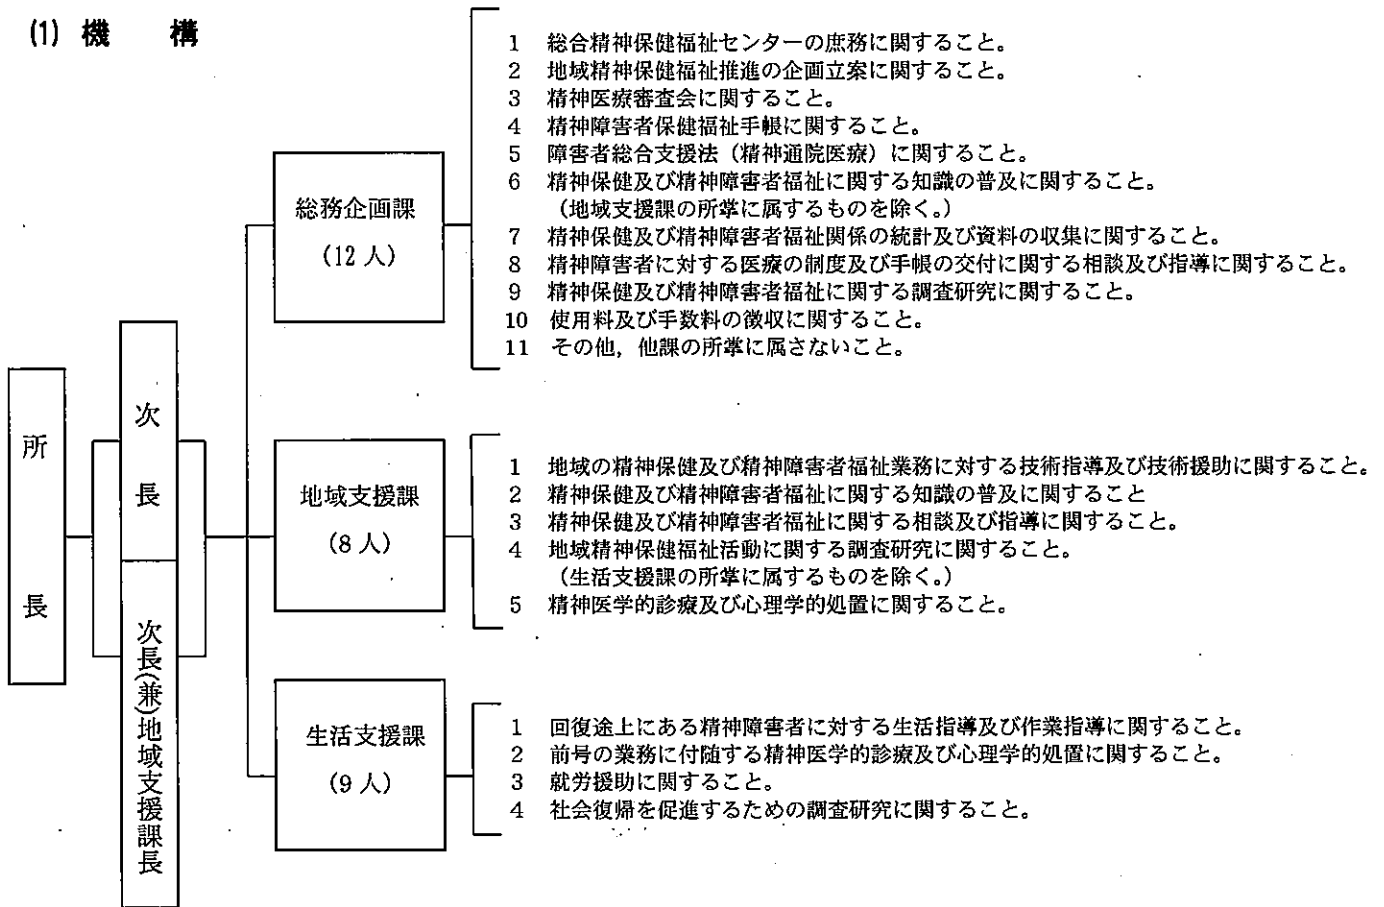 (1) 機　構
所長
次長
次長(兼)地域支援課長
総務企画課
(12人)
1 総合精神保健福祉センターの庶務に関すること。
2 地域精神保健福祉推進の企画立案に関すること。
3 精神医療審査会に関すること。
4 精神障害者保健福祉手帳に関すること。
5 障害者総合支援法（精神通院医療）に関すること。
6 精神保健及び精神障害者福祉に関する知識の普及に関すること。
（地域支援課の所掌に属するものを除く。）
7 精神保健及び精神障害者福祉関係の統計及び資料の収集に関すること。
8 精神障害者に対する医療の制度及び手帳の交付に関する相談及び指導に関すること。
9 精神保健及び精神障害者福祉に関する調査研究に関すること。
10 使用料及び手数料の徴収に関すること。
11 その他，他課の所掌に属さないこと。
地域支援課
(8人)
1 地域の精神保健及び精神障害者福祉業務に対する技術指導及び技術援助に関すること。
2 精神保健及び精神障害者福祉に関する知識の普及に関すること
3 精神保健及び精神障害者福祉に関する相談及び指導に関すること。
4 地域精神保健福祉活動に関する調査研究に関すること。
（生活支援課の所掌に属するものを除く。）
5 精神医学的診療及び心理学的処置に関すること。
生活支援課
(9人)
1 回復途上にある精神障害者に対する生活指導及び作業指導に関すること。
2 前号の業務に付随する精神医学的診療及び心理学的処置に関すること。
3 就労援助に関すること。
4 社会復帰を促進するための調査研究に関すること。